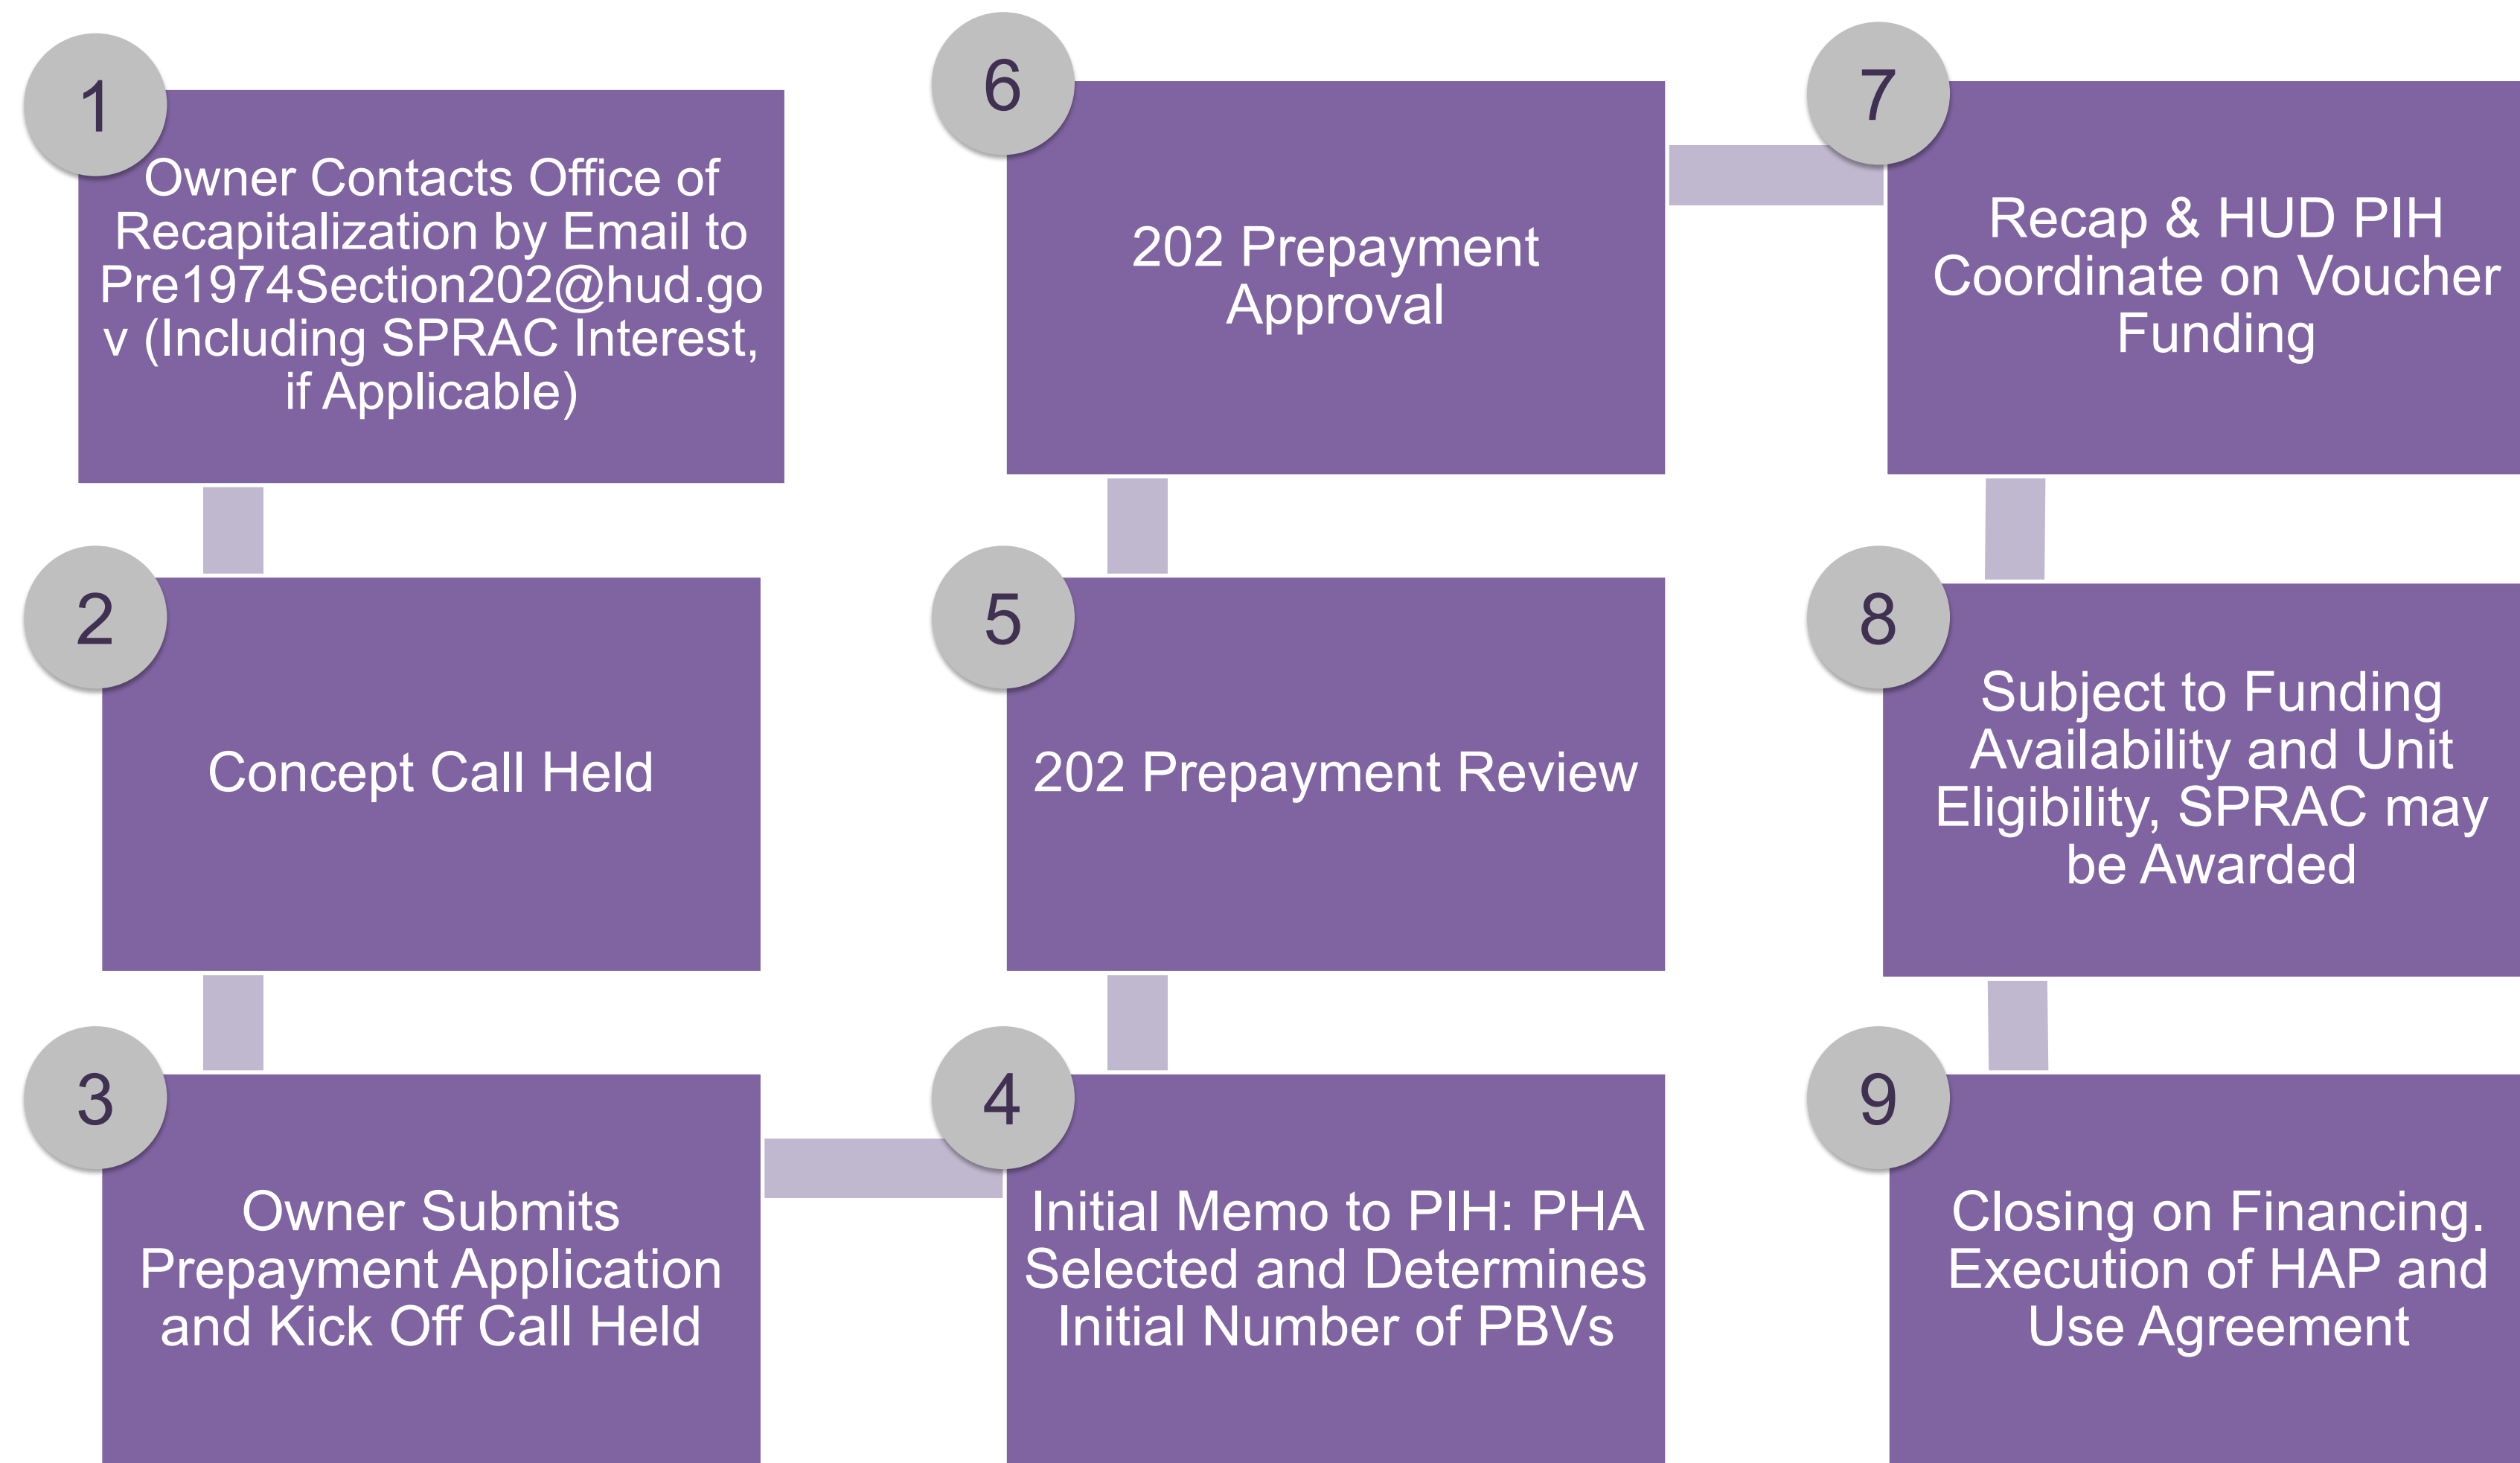 1
Owner Contacts Office of
Recapitalization by Email to
Pre1974Section202@hud.go
v (Including SPRAC Interest,
if Applicable)
2
Concept Call Held
3
Owner Submits
Prepayment Application
and Kick Off Call Held
4
Initial Memo to PIH: PHA
Selected and Determines
Initial Number of PBVs
5
202 Prepayment Review
6
202 Prepayment
Approval
7
Recap & HUD PIH
Coordinate on Voucher
Funding
8
Subject to Funding
Availability and Unit
Eligibility, SPRAC may
be Awarded
9
Closing on Financing.
Execution of HAP and
Use Agreement